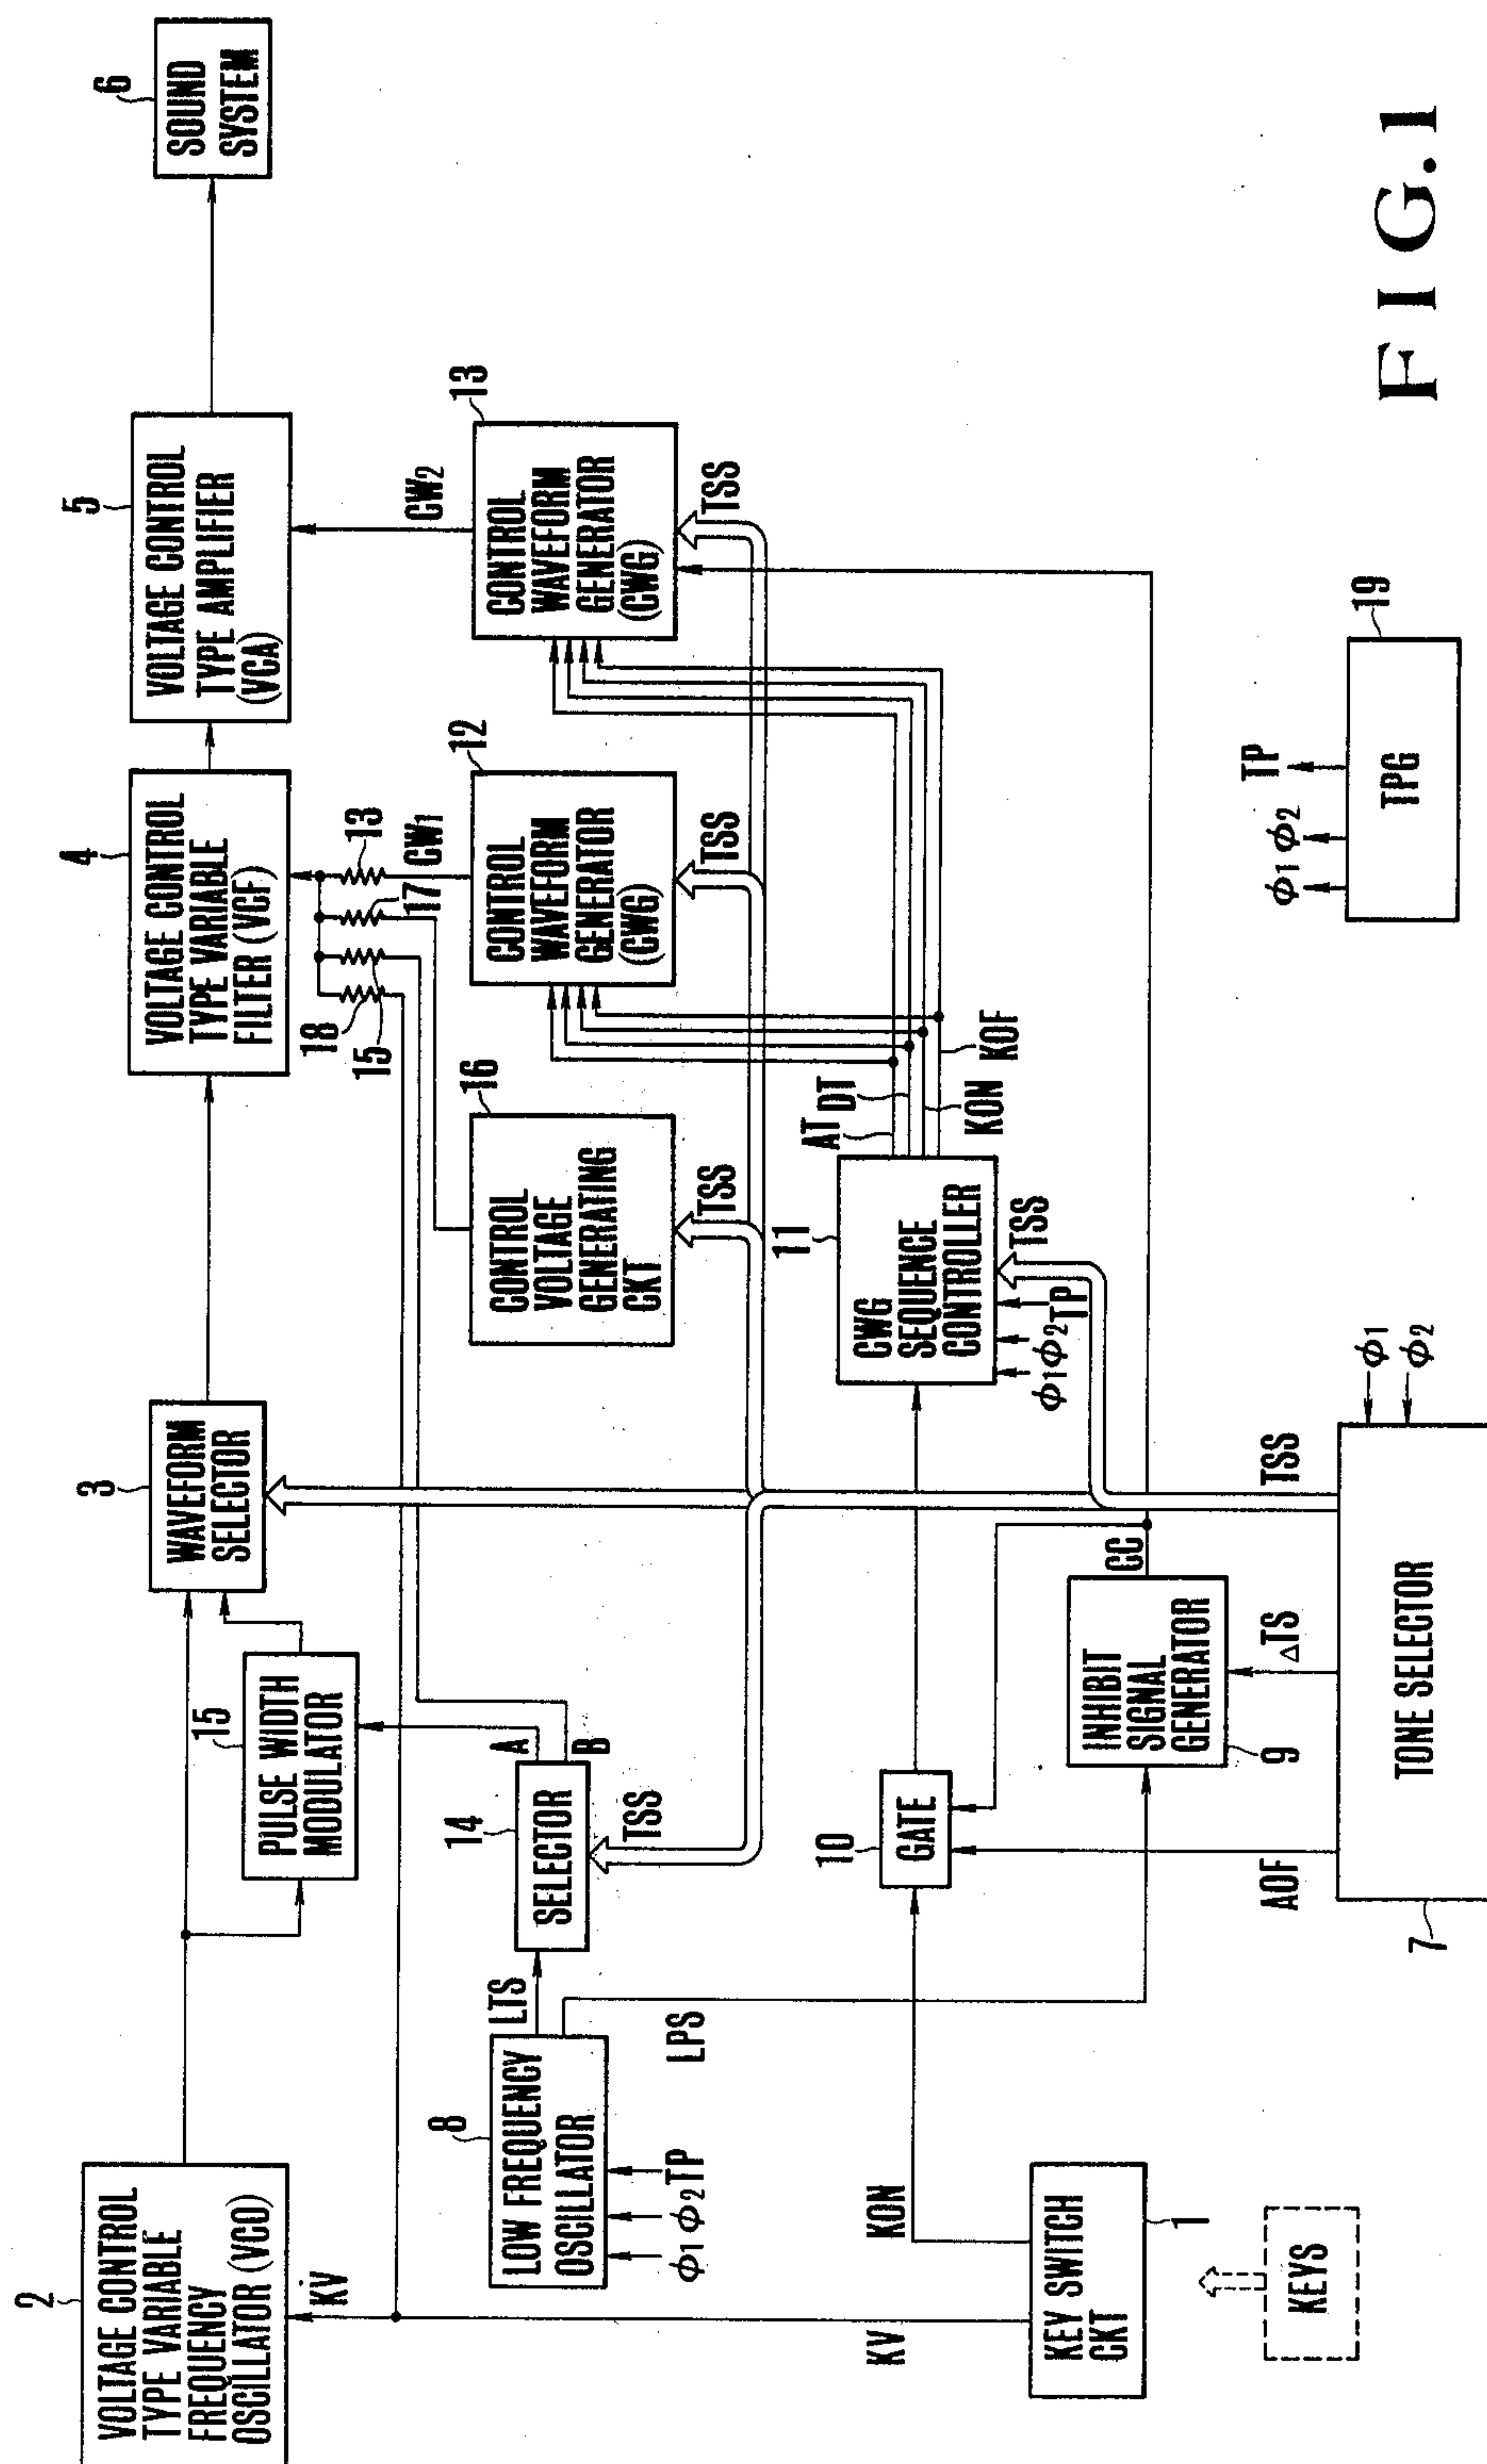 2
VOLTAGE CONTROL
TYPE VARIABLE
FREQUENCY
OSCILLATOR (VCO)
KV
15
PULSE WIDTH
MODULATOR
3
WAVEFORM
SELECTOR
4
VOLTAGE CONTROL
TYPE VARIABLE
FILTER (VCF)
5
VOLTAGE CONTROL
TYPE AMPLIFIER
(VCA)
6
SOUND
SYSTEM
18
15
17
13
CW1
CW2
8
LOW FREQUENCY
OSCILLATOR
ϕ1 ϕ2 TP
LTS
LPS
14
SELECTOR
A
B
TSS
16
CONTROL
VOLTAGE
GENERATING
CKT
TSS
12
CONTROL
WAVEFORM
GENERATOR
(CWG)
TSS
13
CONTROL
WAVEFORM
GENERATOR
(CWG)
TSS
KV
KON
KEY SWITCH
CKT
1
KEYS
10
GATE
AOF
11
CWG
SEQUENCE
CONTROLLER
ϕ1 ϕ2 TP
TSS
AT
DT
KON
KOF
INHIBIT
SIGNAL
GENERATOR
9
CC
ΔTS
TSS
TONE SELECTOR
7
ϕ1
ϕ2
19
TPG
ϕ1 ϕ2 TP
FIG.1